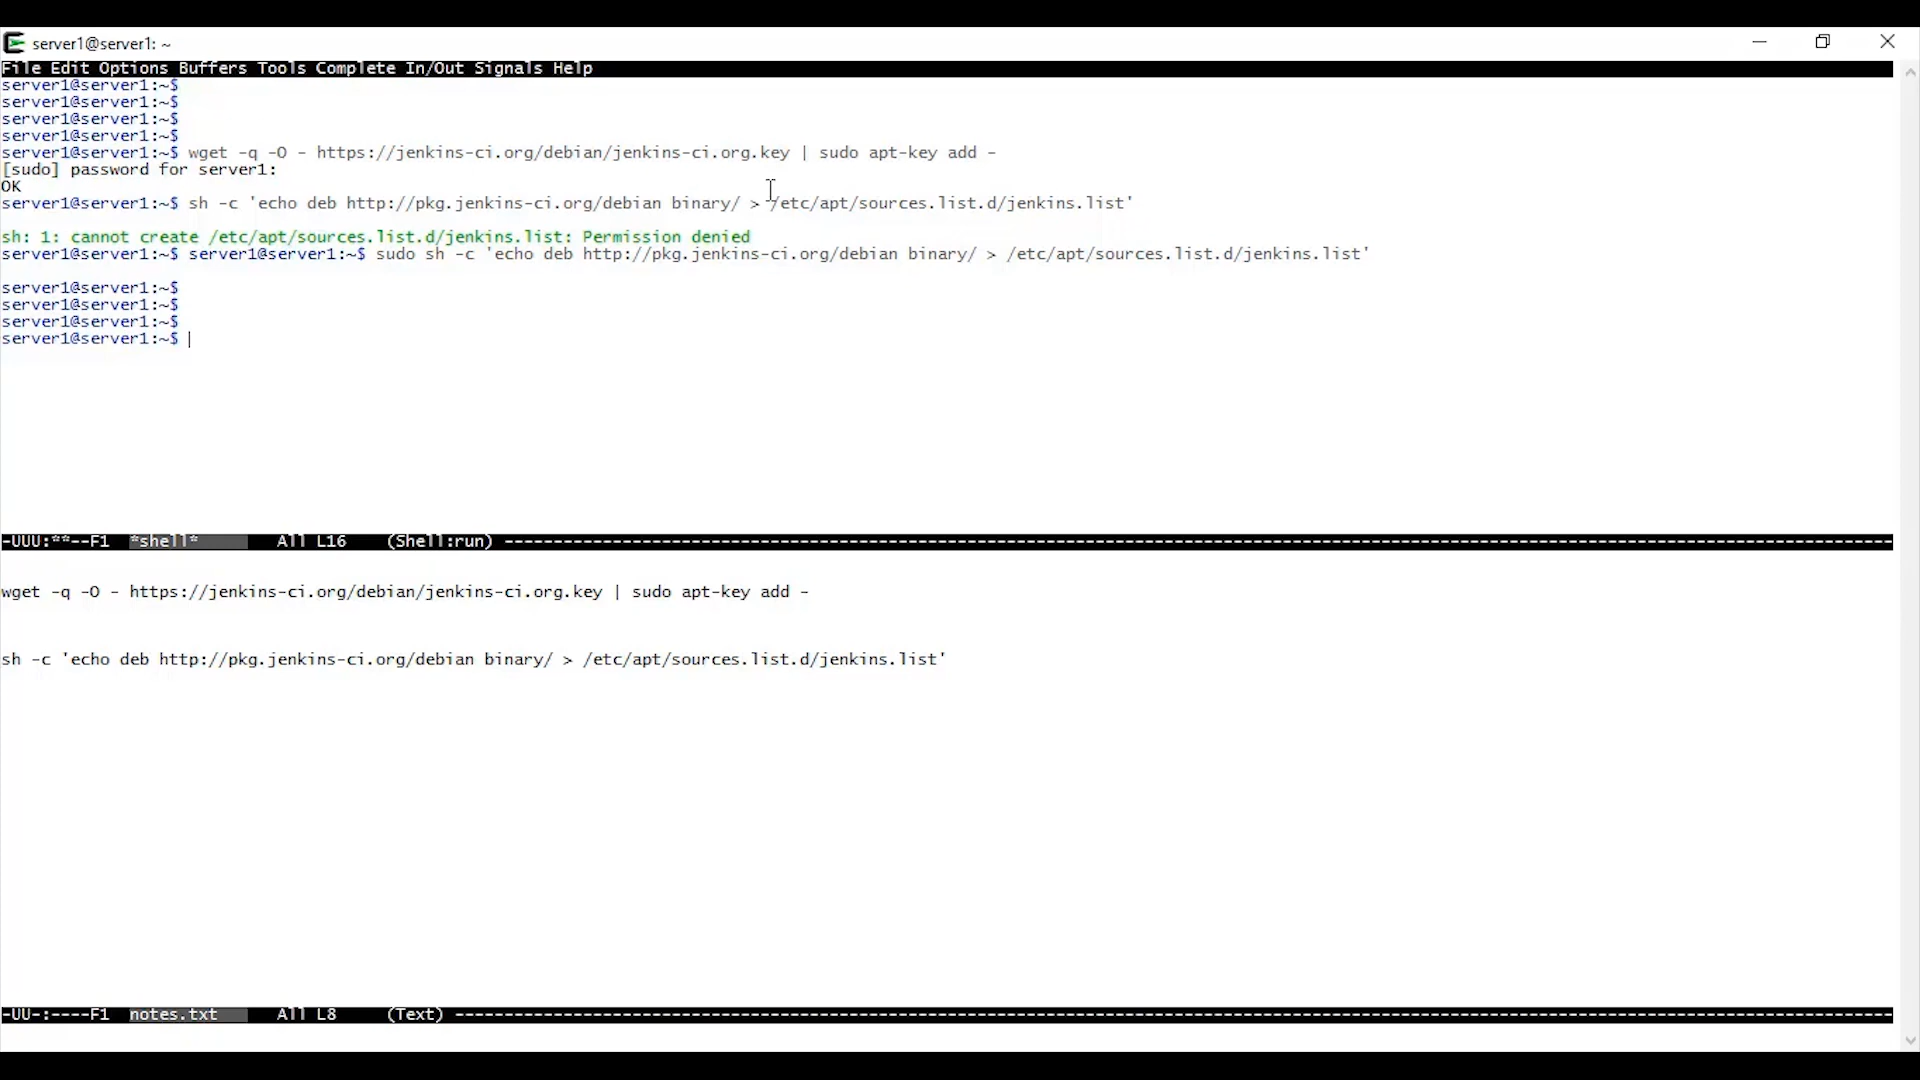 server1@server1: ~
File Edit Options Buffers Tools Complete In/Out Signals Help
server1@server1:~$
server1@server1:~$
server1@server1:~$
server1@server1:~$
server1@server1:~$ wget -q -O - https://jenkins-ci.org/debian/jenkins-ci.org.key | sudo apt-key add -
[sudo] password for server1:
OK
server1@server1:~$ sh -c 'echo deb http://pkg.jenkins-ci.org/debian binary/ > /etc/apt/sources.list.d/jenkins.list'
sh: 1: cannot create /etc/apt/sources.list.d/jenkins.list: Permission denied
server1@server1:~$ server1@server1:~$ sudo sh -c 'echo deb http://pkg.jenkins-ci.org/debian binary/ > /etc/apt/sources.list.d/jenkins.list'
server1@server1:~$
server1@server1:~$
server1@server1:~$
server1@server1:~$
-UUU:**--F1 *shell* All L16 (Shell:run) ----------------------------------------------------------------------------------------------------------------------------------------------
wget -q -O - https://jenkins-ci.org/debian/jenkins-ci.org.key | sudo apt-key add -
sh -c 'echo deb http://pkg.jenkins-ci.org/debian binary/ > /etc/apt/sources.list.d/jenkins.list'
-UU-:----F1 notes.txt All L8 (Text) --------------------------------------------------------------------------------------------------------------------------------------------------